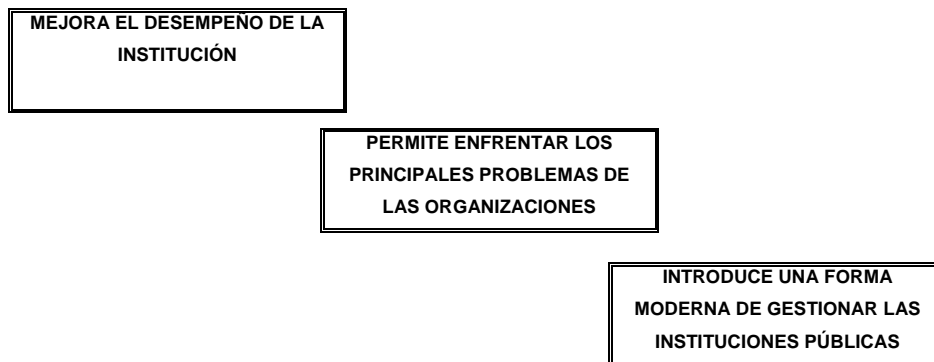 MEJORA EL DESEMPEÑO DE LA
INSTITUCIÓN
PERMITE ENFRENTAR LOS
PRINCIPALES PROBLEMAS DE
LAS ORGANIZACIONES
INTRODUCE UNA FORMA
MODERNA DE GESTIONAR LAS
INSTITUCIONES PÚBLICAS